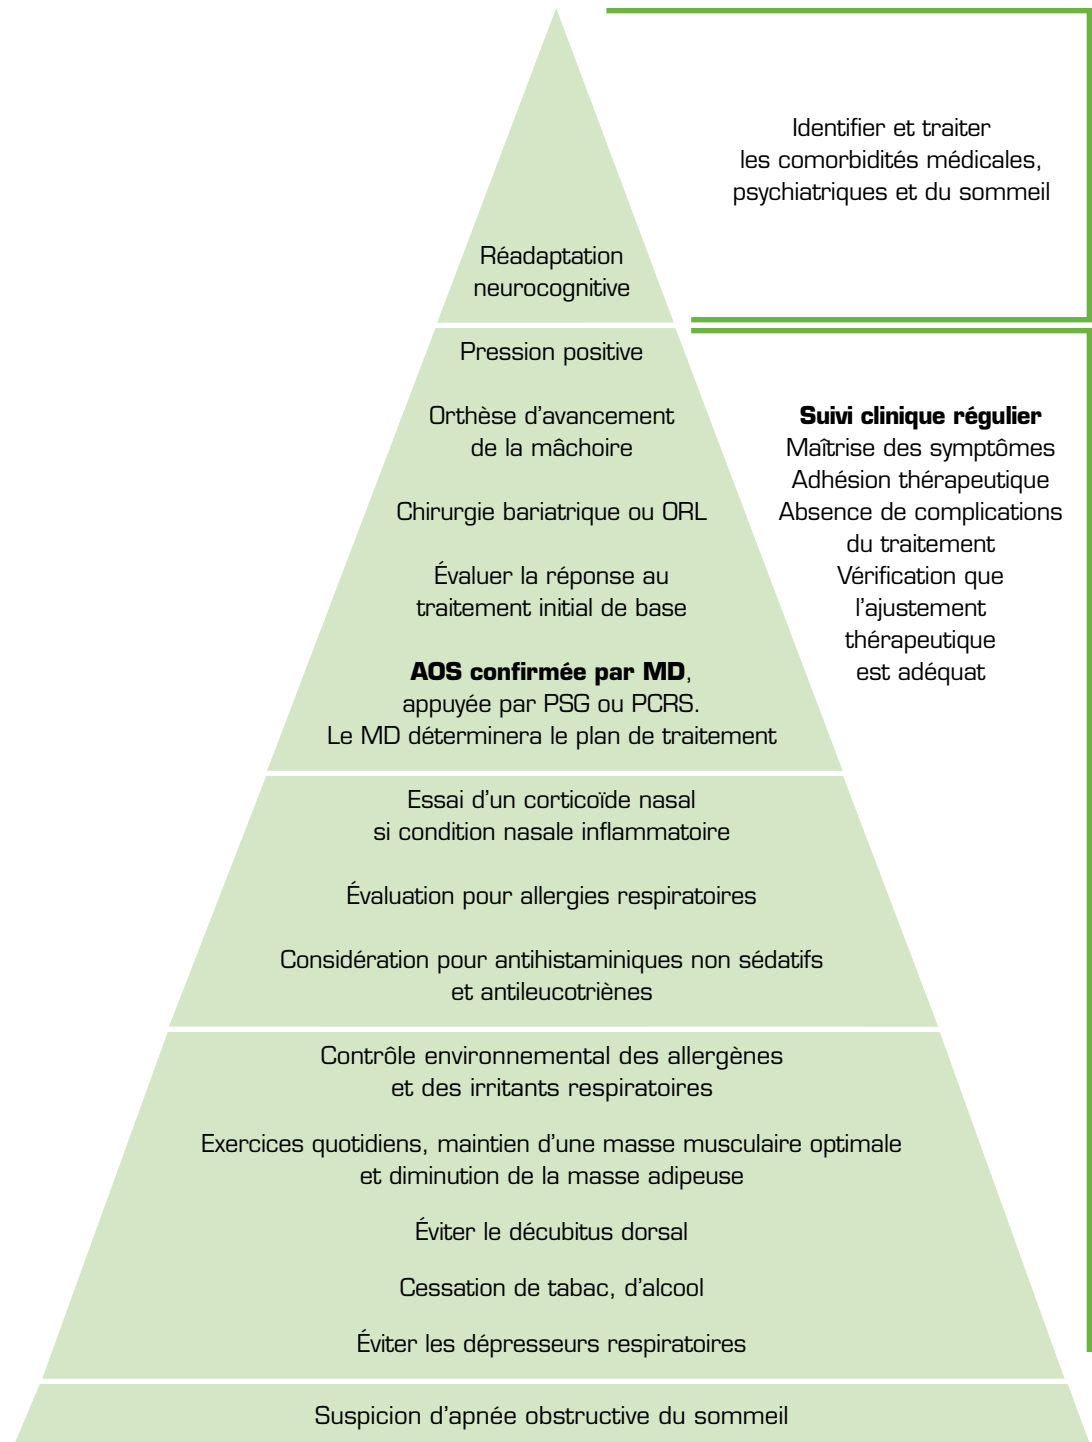 Identifier et traiter
les comorbidités médicales,
psychiatriques et du sommeil
Réadaptation
neurocognitive
Pression positive
Orthèse d'avancement
de la mâchoire
Chirurgie bariatrique ou ORL
Évaluer la réponse au
traitement initial de base
AOS confirmée par MD,
appuyée par PSG ou PCRS.
Le MD déterminera le plan de traitement
Suivi clinique régulier
Maîtrise des symptômes
Adhésion thérapeutique
Absence de complications
du traitement
Vérification que
l'ajustement
thérapeutique
est adéquat
Essai d'un corticoïde nasal
si condition nasale inflammatoire
Évaluation pour allergies respiratoires
Considération pour antihistaminiques non sédatifs
et antileucotriènes
Contrôle environnemental des allergènes
et des irritants respiratoires
Exercices quotidiens, maintien d'une masse musculaire optimale
et diminution de la masse adipeuse
Éviter le décubitus dorsal
Cessation de tabac, d'alcool
Éviter les dépresseurs respiratoires
Suspicion d'apnée obstructive du sommeil